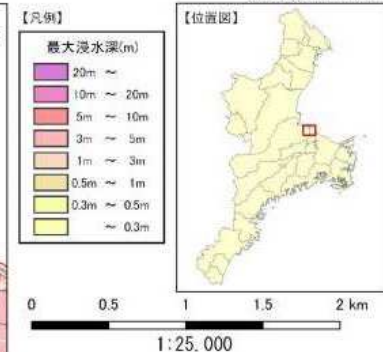 【凡例】
最大浸水深(m)
20m ～
10m ～ 20m
5m ～ 10m
3m ～ 5m
1m ～ 3m
0.5m ～ 1m
0.3m ～ 0.5m
～ 0.3m
【位置図】
0 0.5 1 1.5 2 km
1:25,000